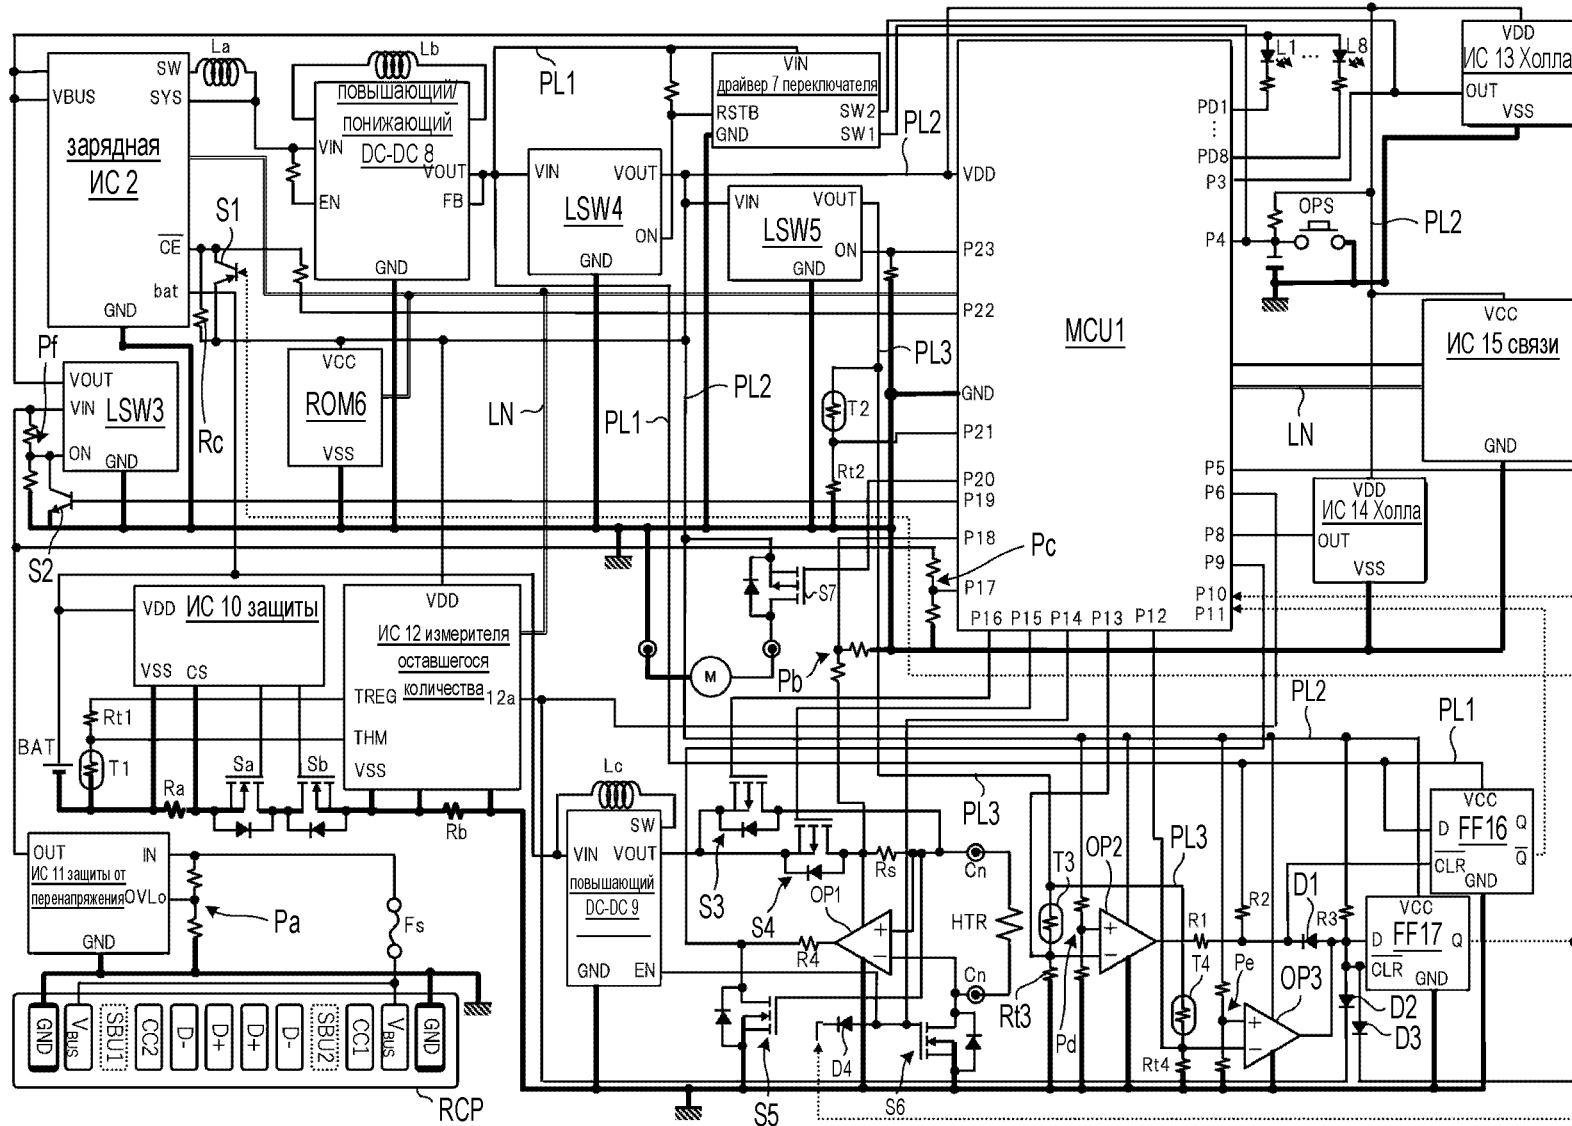 La
Lb
PL1
L1 ... L8
VDD
ИС 13 Холла
OUT
VSS
SW
SYS
VBUS
зарядная
ИС 2
CE
bat
GND
повышающий/
понижающий
DC-DC 8
VIN
EN
VOUT
FB
GND
VIN
драйвер 7 переключателя
RSTB
GND
SW2
SW1
PL2
PD1
PD8
P3
P4
OPS
PL2
VIN
VOUT
LSW4
ON
GND
VIN
VOUT
LSW5
ON
GND
VDD
P23
P22
MCU1
GND
P21
P20
P19
P18
P17
P16
P15
P14
P13
P12
P5
P6
P8
P9
P10
P11
S1
Pf
VOUT
VIN
LSW3
ON
GND
Rc
VCC
ROM6
VSS
LN
PL1
PL2
PL3
T2
Rt2
VCC
ИС 15 связи
GND
LN
VDD
ИС 14 Холла
OUT
VSS
S2
Pc
S7
Pb
M
VDD
ИС 10 защиты
VSS
CS
VDD
ИС 12 измерителя
оставшегося
количества
TREG
12a
THM
VSS
Rt1
BAT
T1
Ra
Sa
Sb
Rb
Lc
SW
VIN
VOUT
повышающий
DC-DC 9
GND
EN
S3
S4
OP1
Rs
Cn
HTR
Cn
R4
S5
D4
S6
PL3
T3
OP2
PL3
Rt3
Pd
R1
R2
D1
R3
T4
Pe
OP3
Rt4
D2
D3
PL2
PL1
VCC
D
FF16
Q
Q
CLR
GND
VCC
D
FF17
Q
CLR
GND
OUT
IN
ИС 11 защиты от
перенапряжения
OVLo
GND
Pa
Fs
GND
VBUS
SBU1
CC2
D-
D+
D+
D-
SBU2
CC1
VBUS
GND
RCP